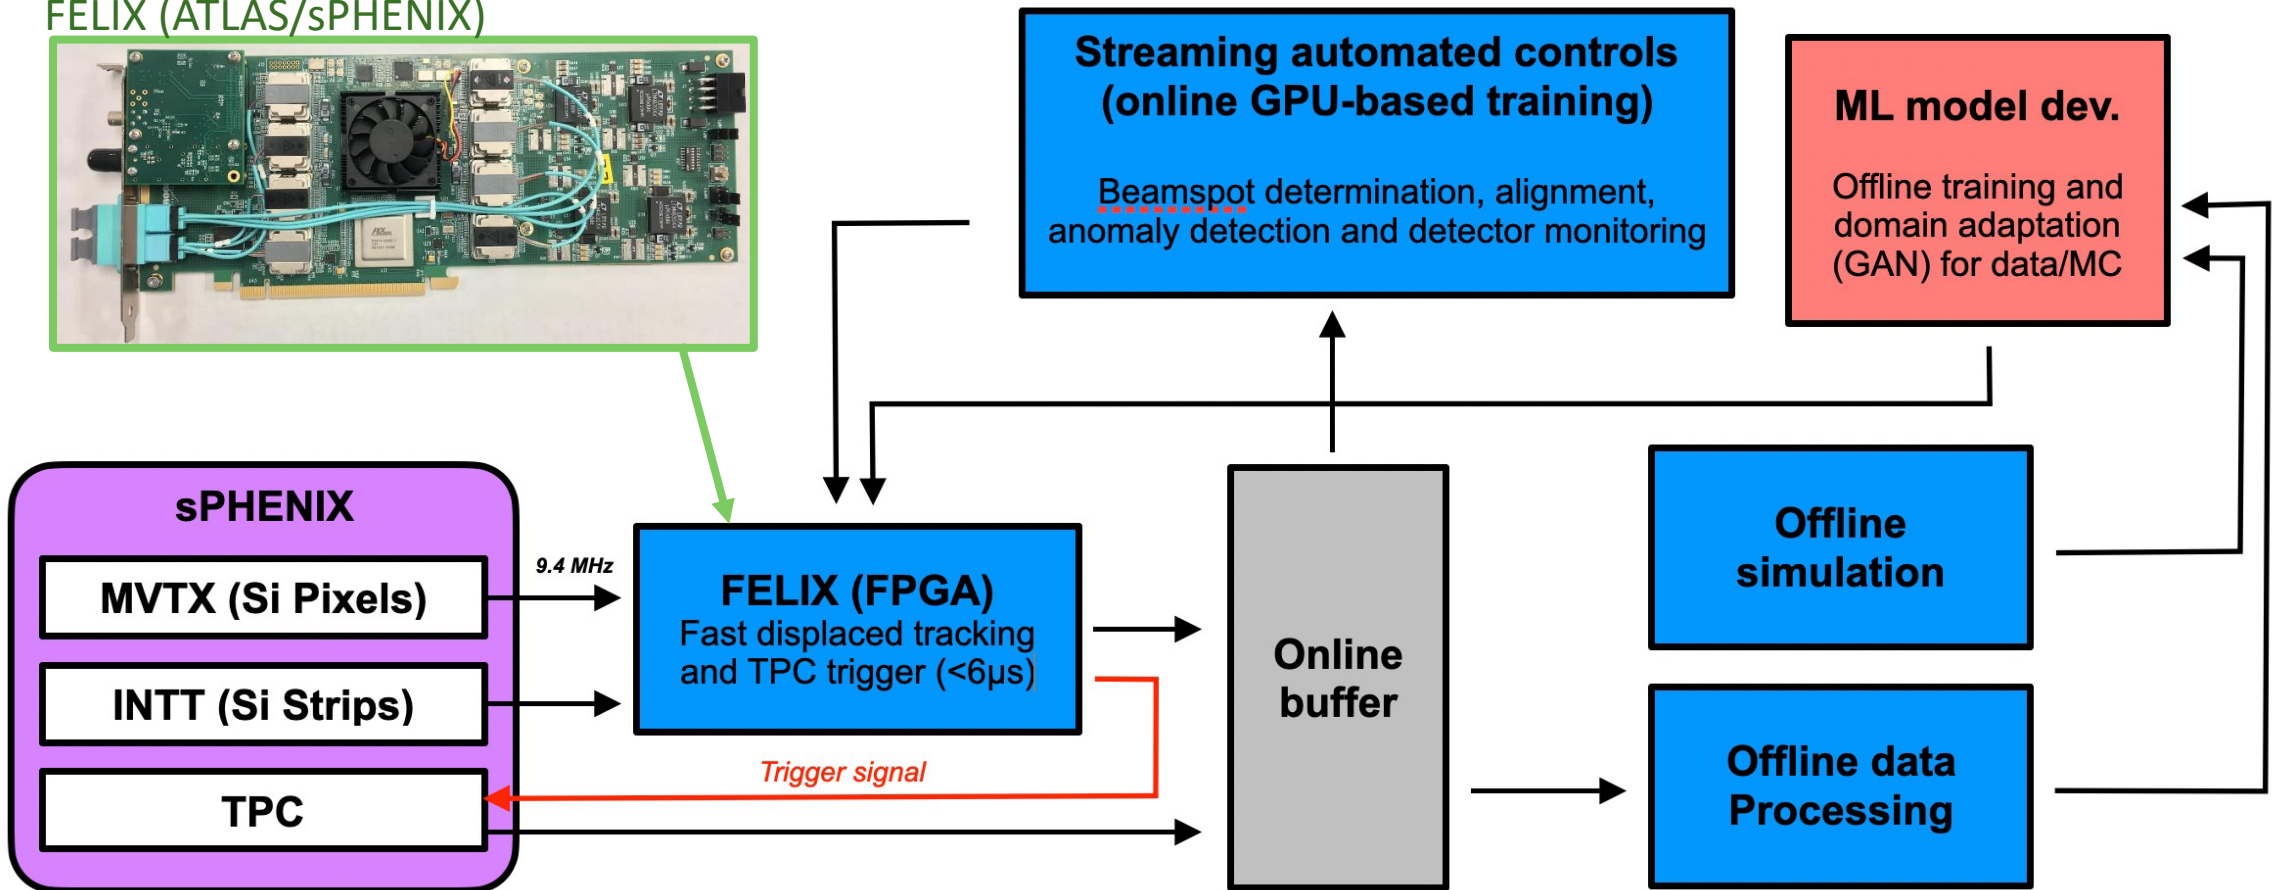 FELIX (ATLAS/sPHENIX)
Streaming automated controls
(online GPU-based training)
Beamspot determination, alignment,
anomaly detection and detector monitoring
ML model dev.
Offline training and
domain adaptation
(GAN) for data/MC
sPHENIX
MVTX (Si Pixels)
INTT (Si Strips)
TPC
9.4 MHz
FELIX (FPGA)
Fast displaced tracking
and TPC trigger (<6μs)
Trigger signal
Online
buffer
Offline
simulation
Offline data
Processing